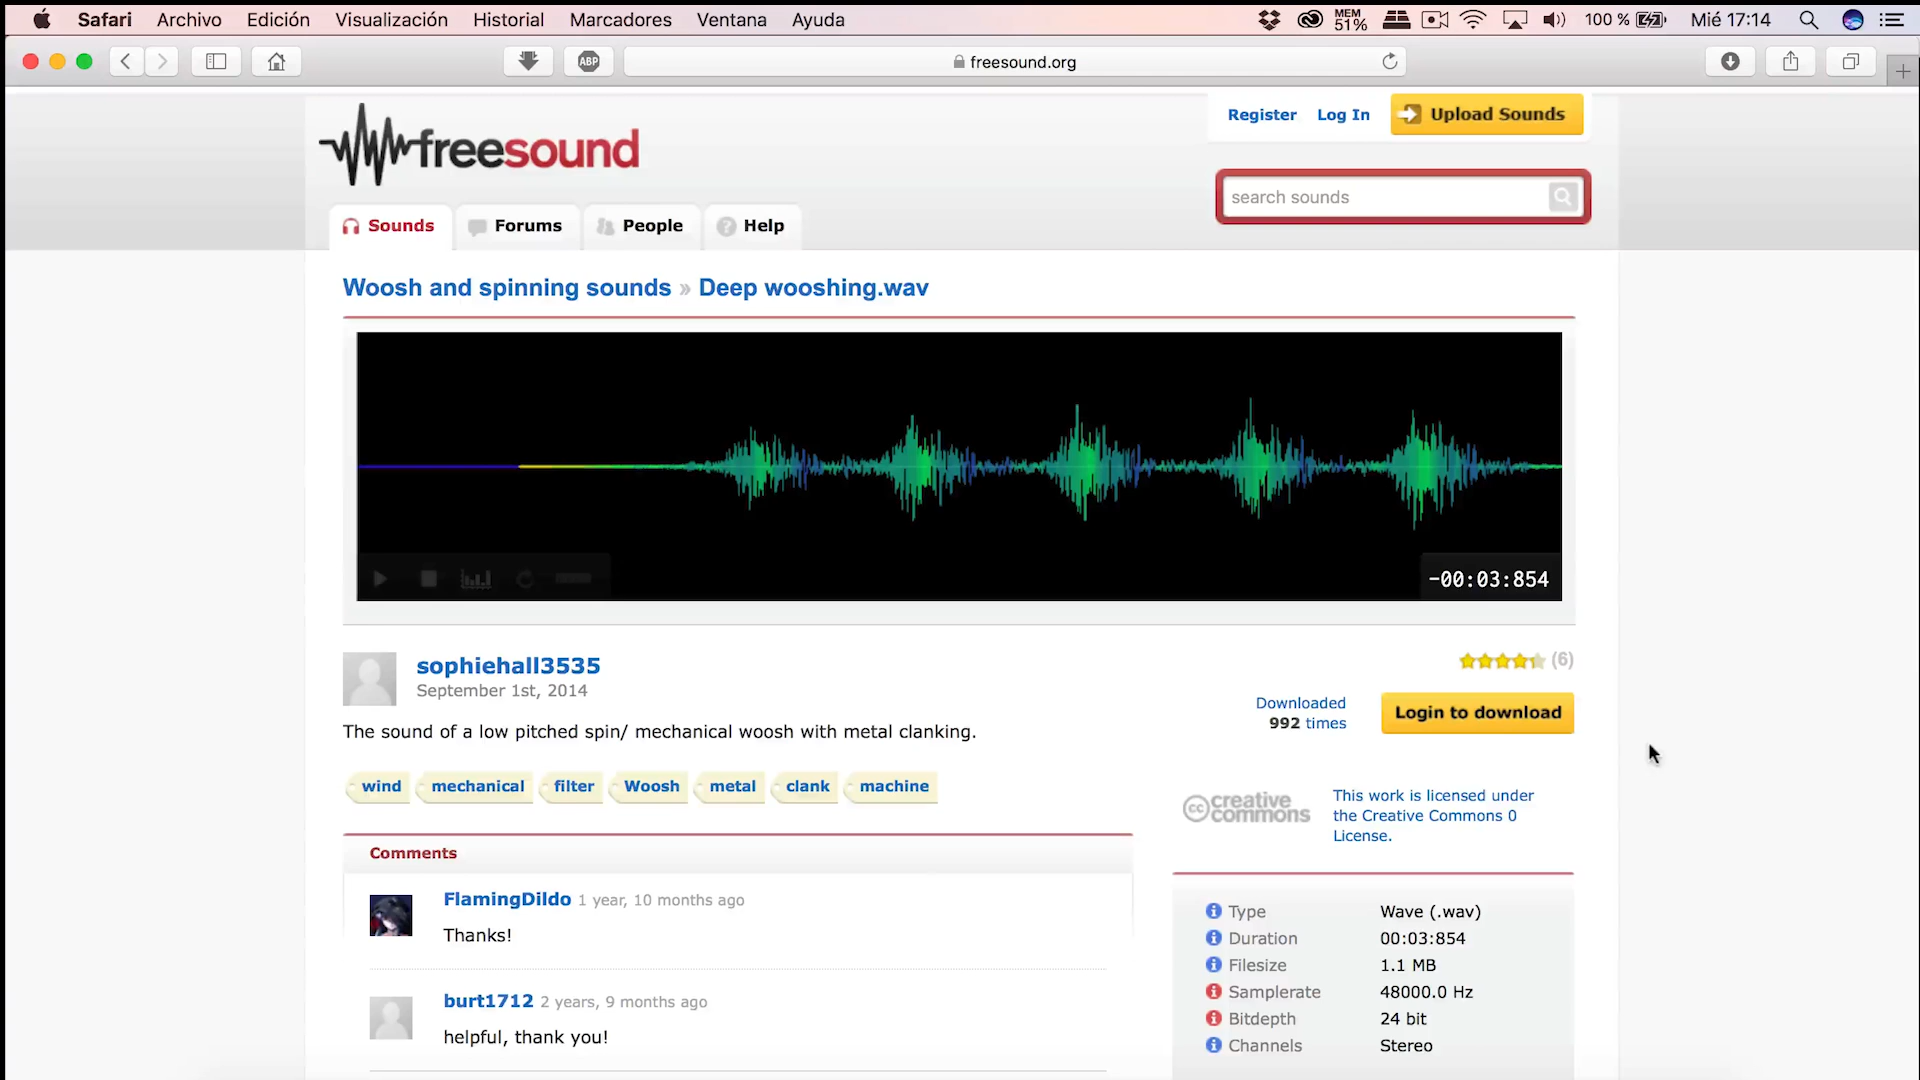 Safari Archivo Edición Visualización Historial Marcadores Ventana Ayuda MEM 51% 100 % Mié 17:14
ABP freesound.org
Register Log In Upload Sounds
freesound
search sounds
Sounds Forums People Help
Woosh and spinning sounds » Deep wooshing.wav
-00:03:854
sophiehall3535
September 1st, 2014
(6)
Downloaded
992 times
Login to download
The sound of a low pitched spin/ mechanical woosh with metal clanking.
wind mechanical filter Woosh metal clank machine
cc creative commons
This work is licensed under
the Creative Commons 0
License.
Comments
FlamingDildo 1 year, 10 months ago
Thanks!
burt1712 2 years, 9 months ago
helpful, thank you!
Type Wave (.wav)
Duration 00:03:854
Filesize 1.1 MB
Samplerate 48000.0 Hz
Bitdepth 24 bit
Channels Stereo